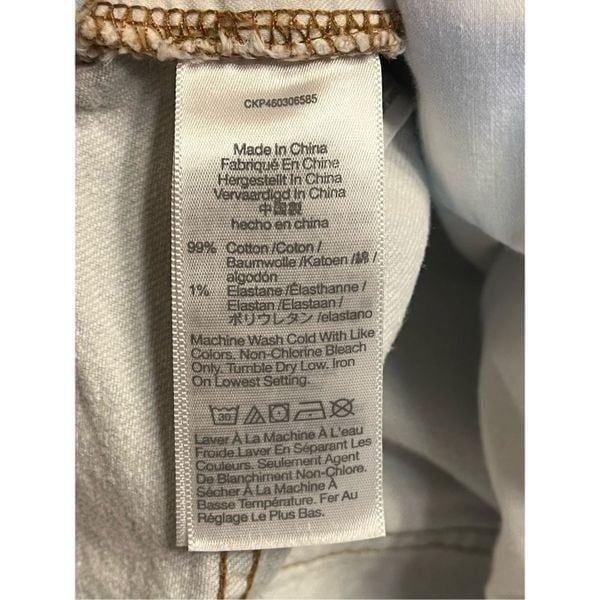 CKP460306585
Made In China
Fabriqué En Chine
Hergestellt In China
Vervaardigd In China
中国製
hecho en china
99% Cotton /Coton /
Baumwolle /Katoen /綿 /
algodón
1% Elastane /Élasthanne /
Elastan /Elastaan /
ポリウレタン /elastano
Machine Wash Cold With Like
Colors. Non-Chlorine Bleach
Only. Tumble Dry Low. Iron
On Lowest Setting.
30
Laver À La Machine À L'eau
Froide Laver En Séparant Les
Couleurs. Seulement Agent
De Blanchiment Non-Chlore.
Sécher À La Machine À
Basse Température. Fer Au
Réglage Le Plus Bas.